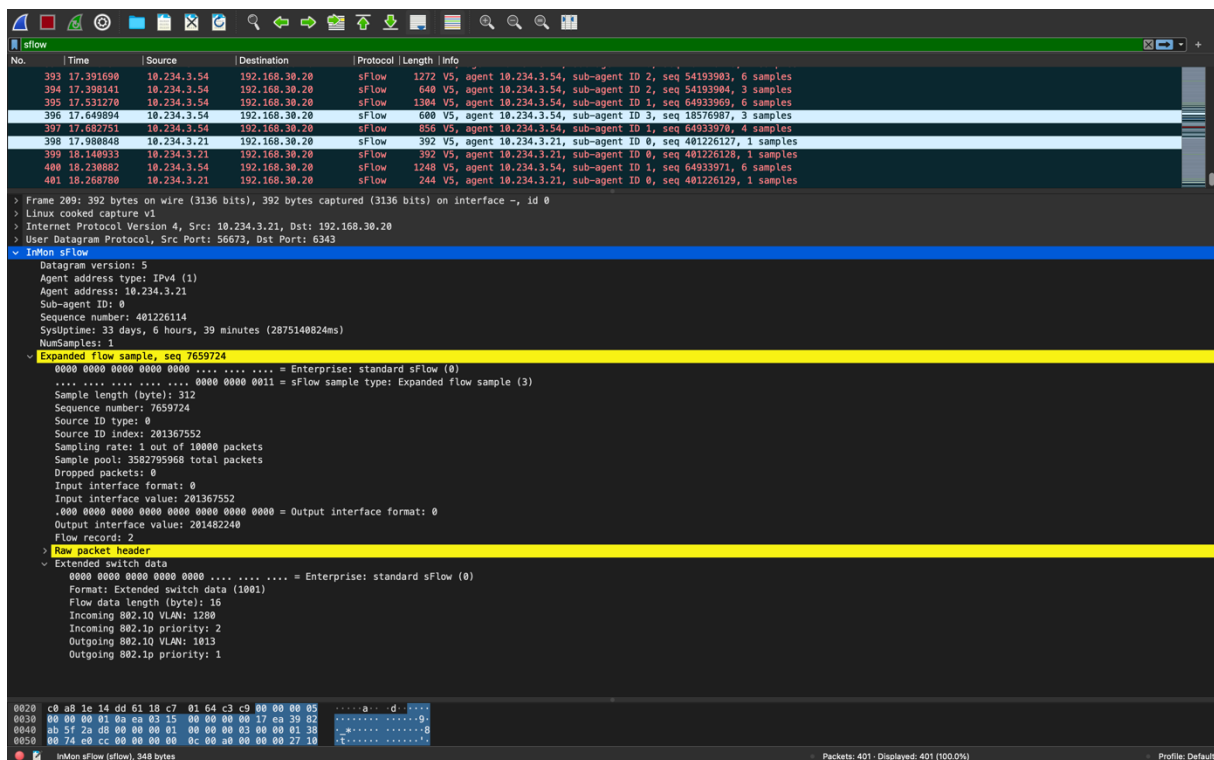 sflow
No. Time Source Destination Protocol Length Info
393 17.391690 10.234.3.54 192.168.30.20 sFlow 1272 V5, agent 10.234.3.54, sub-agent ID 2, seq 54193903, 6 samples
394 17.398141 10.234.3.54 192.168.30.20 sFlow 640 V5, agent 10.234.3.54, sub-agent ID 2, seq 54193904, 3 samples
395 17.531270 10.234.3.54 192.168.30.20 sFlow 1304 V5, agent 10.234.3.54, sub-agent ID 1, seq 64933969, 6 samples
396 17.649894 10.234.3.54 192.168.30.20 sFlow 600 V5, agent 10.234.3.54, sub-agent ID 3, seq 18576987, 3 samples
397 17.682751 10.234.3.54 192.168.30.20 sFlow 856 V5, agent 10.234.3.54, sub-agent ID 1, seq 64933970, 4 samples
398 17.980848 10.234.3.21 192.168.30.20 sFlow 392 V5, agent 10.234.3.21, sub-agent ID 0, seq 401226127, 1 samples
399 18.140933 10.234.3.21 192.168.30.20 sFlow 392 V5, agent 10.234.3.21, sub-agent ID 0, seq 401226128, 1 samples
400 18.230882 10.234.3.54 192.168.30.20 sFlow 1248 V5, agent 10.234.3.54, sub-agent ID 1, seq 64933971, 6 samples
401 18.268780 10.234.3.21 192.168.30.20 sFlow 244 V5, agent 10.234.3.21, sub-agent ID 0, seq 401226129, 1 samples
Frame 209: 392 bytes on wire (3136 bits), 392 bytes captured (3136 bits) on interface -, id 0
Linux cooked capture v1
Internet Protocol Version 4, Src: 10.234.3.21, Dst: 192.168.30.20
User Datagram Protocol, Src Port: 56673, Dst Port: 6343
InMon sFlow
Datagram version: 5
Agent address type: IPv4 (1)
Agent address: 10.234.3.21
Sub-agent ID: 0
Sequence number: 401226114
SysUptime: 33 days, 6 hours, 39 minutes (2875140824ms)
NumSamples: 1
Expanded flow sample, seq 7659724
0000 0000 0000 0000 0000 .... .... .... = Enterprise: standard sFlow (0)
.... .... .... .... .... 0000 0000 0011 = sFlow sample type: Expanded flow sample (3)
Sample length (byte): 312
Sequence number: 7659724
Source ID type: 0
Source ID index: 201367552
Sampling rate: 1 out of 10000 packets
Sample pool: 3582795968 total packets
Dropped packets: 0
Input interface format: 0
Input interface value: 201367552
.000 0000 0000 0000 0000 0000 0000 0000 = Output interface format: 0
Output interface value: 201482240
Flow record: 2
Raw packet header
Extended switch data
0000 0000 0000 0000 0000 .... .... .... = Enterprise: standard sFlow (0)
Format: Extended switch data (1001)
Flow data length (byte): 16
Incoming 802.1Q VLAN: 1280
Incoming 802.1p priority: 2
Outgoing 802.1Q VLAN: 1013
Outgoing 802.1p priority: 1
0020 c0 a8 1e 14 dd 61 18 c7 01 64 c3 c9 00 00 00 05 ·····a·· ·d······
0030 00 00 00 01 0a ea 03 15 00 00 00 00 17 ea 39 82 ········ ······9·
0040 ab 5f 2a d8 00 00 00 01 00 00 00 03 00 00 01 38 ·_*····· ·······8
0050 00 74 e0 cc 00 00 00 00 0c 00 a0 00 00 00 27 10 ·t······ ······'·
InMon sFlow (sflow), 348 bytes
Packets: 401 · Displayed: 401 (100.0%)
Profile: Default